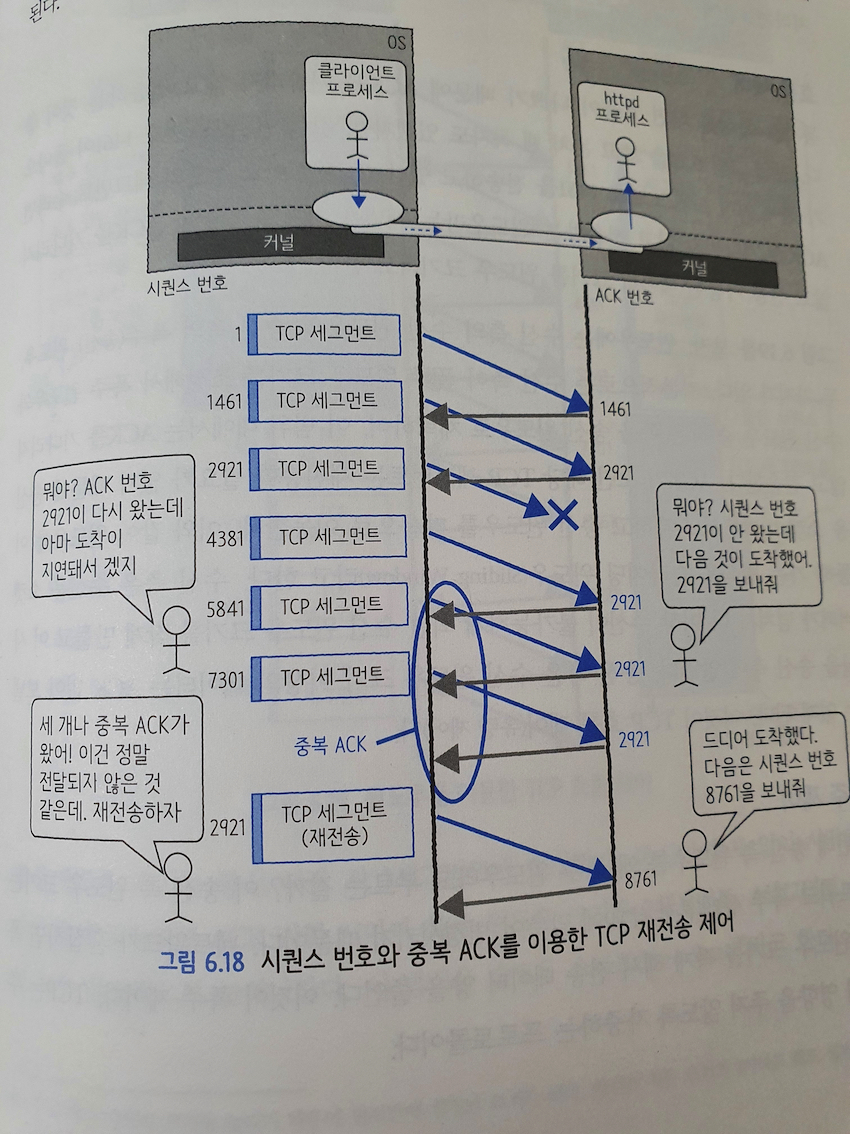 된다.
OS
클라이언트
프로세스
커널
OS
httpd
프로세스
커널
시퀀스 번호
ACK 번호
1
TCP 세그먼트
1461
TCP 세그먼트
1461
2921
TCP 세그먼트
2921
4381
TCP 세그먼트
5841
TCP 세그먼트
2921
7301
TCP 세그먼트
2921
중복 ACK
2921
2921
TCP 세그먼트
(재전송)
8761
뭐야? ACK 번호
2921이 다시 왔는데
아마 도착이
지연돼서 겠지
뭐야? 시퀀스 번호
2921이 안 왔는데
다음 것이 도착했어.
2921을 보내줘
세 개나 중복 ACK가
왔어! 이건 정말
전달되지 않은 것
같은데. 재전송하자
드디어 도착했다.
다음은 시퀀스 번호
8761을 보내줘
그림 6.18 시퀀스 번호와 중복 ACK를 이용한 TCP 재전송 제어